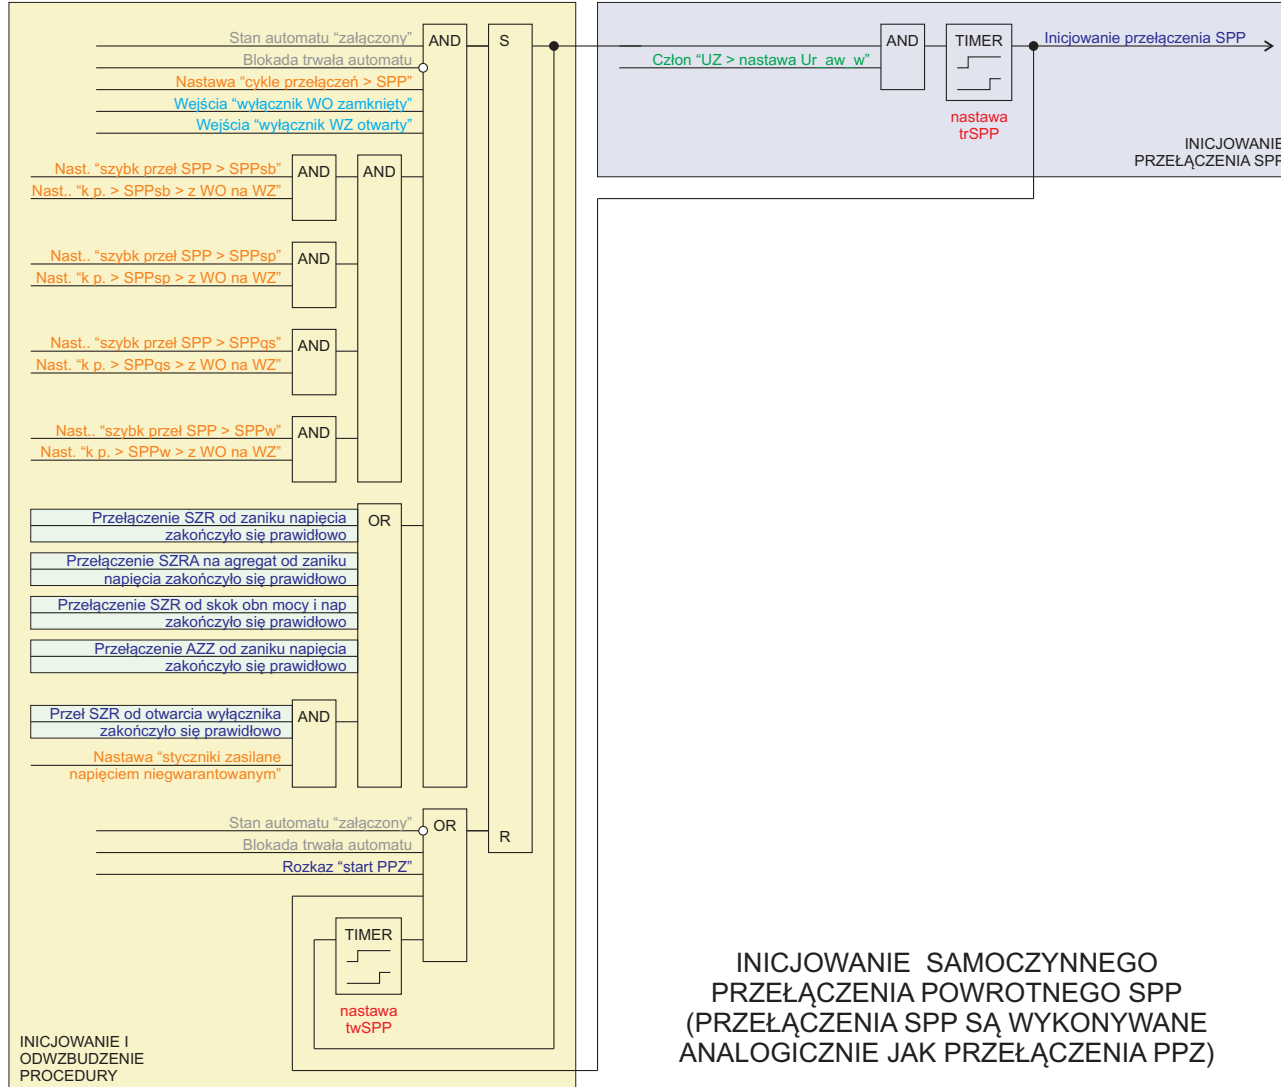 Stan automatu “załączony”
Blokada trwała automatu
Nastawa “cykle przełączeń > SPP”
Wejścia “wyłącznik WO zamknięty”
Wejścia “wyłącznik WZ otwarty”
AND
S
Nast. “szybk przeł SPP > SPPsb”
Nast.. “k p. > SPPsb > z WO na WZ”
AND
AND
Nast.. “szybk przeł SPP > SPPsp”
Nast. “k p. > SPPsp > z WO na WZ”
AND
Nast.. “szybk przeł SPP > SPPqs”
Nast. “k p. > SPPqs > z WO na WZ”
AND
Nast.. “szybk przeł SPP > SPPw”
Nast. “k p. > SPPw > z WO na WZ”
AND
Przełączenie SZR od zaniku napięcia
zakończyło się prawidłowo
OR
Przełączenie SZRA na agregat od zaniku
napięcia zakończyło się prawidłowo
Przełączenie SZR od skok obn mocy i nap
zakończyło się prawidłowo
Przełączenie AZZ od zaniku napięcia
zakończyło się prawidłowo
Przeł SZR od otwarcia wyłącznika
zakończyło się prawidłowo
AND
Nastawa “styczniki zasilane
napięciem niegwarantowanym”
Stan automatu “załączony”
Blokada trwała automatu
Rozkaz “start PPZ”
OR
R
TIMER
nastawa
twSPP
INICJOWANIE I
ODWZBUDZENIE
PROCEDURY
Człon “UZ > nastawa Ur aw w”
AND
TIMER
nastawa
trSPP
Inicjowanie przełączenia SPP
INICJOWANIE
PRZEŁĄCZENIA SPP
INICJOWANIE SAMOCZYNNEGO
PRZEŁĄCZENIA POWROTNEGO SPP
(PRZEŁĄCZENIA SPP SĄ WYKONYWANE
ANALOGICZNIE JAK PRZEŁĄCZENIA PPZ)